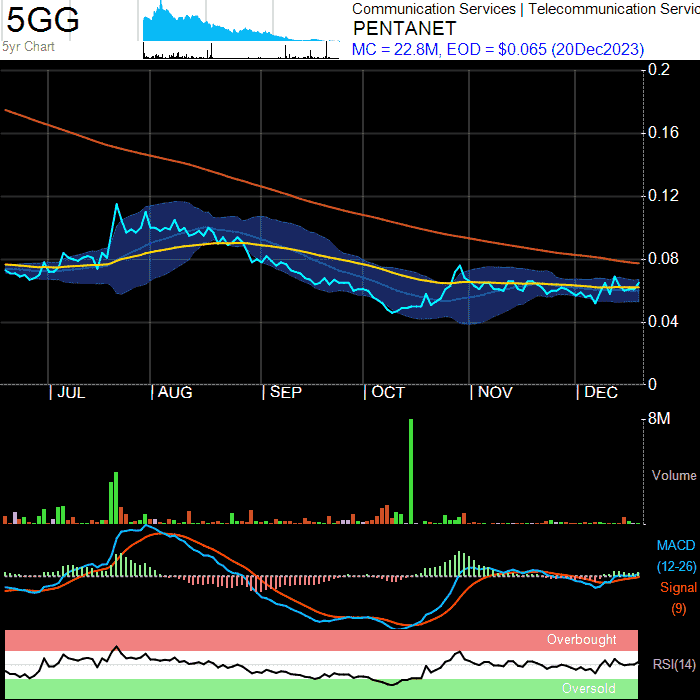 5GG
5yr Chart
Communication Services | Telecommunication Servic
PENTANET
MC = 22.8M, EOD = $0.065 (20Dec2023)
0.2
0.16
0.12
0.08
0.04
0
| JUL | AUG | SEP | OCT | NOV | DEC
8M
Volume
MACD
(12-26)
Signal
(9)
Overbought
RSI(14)
Oversold